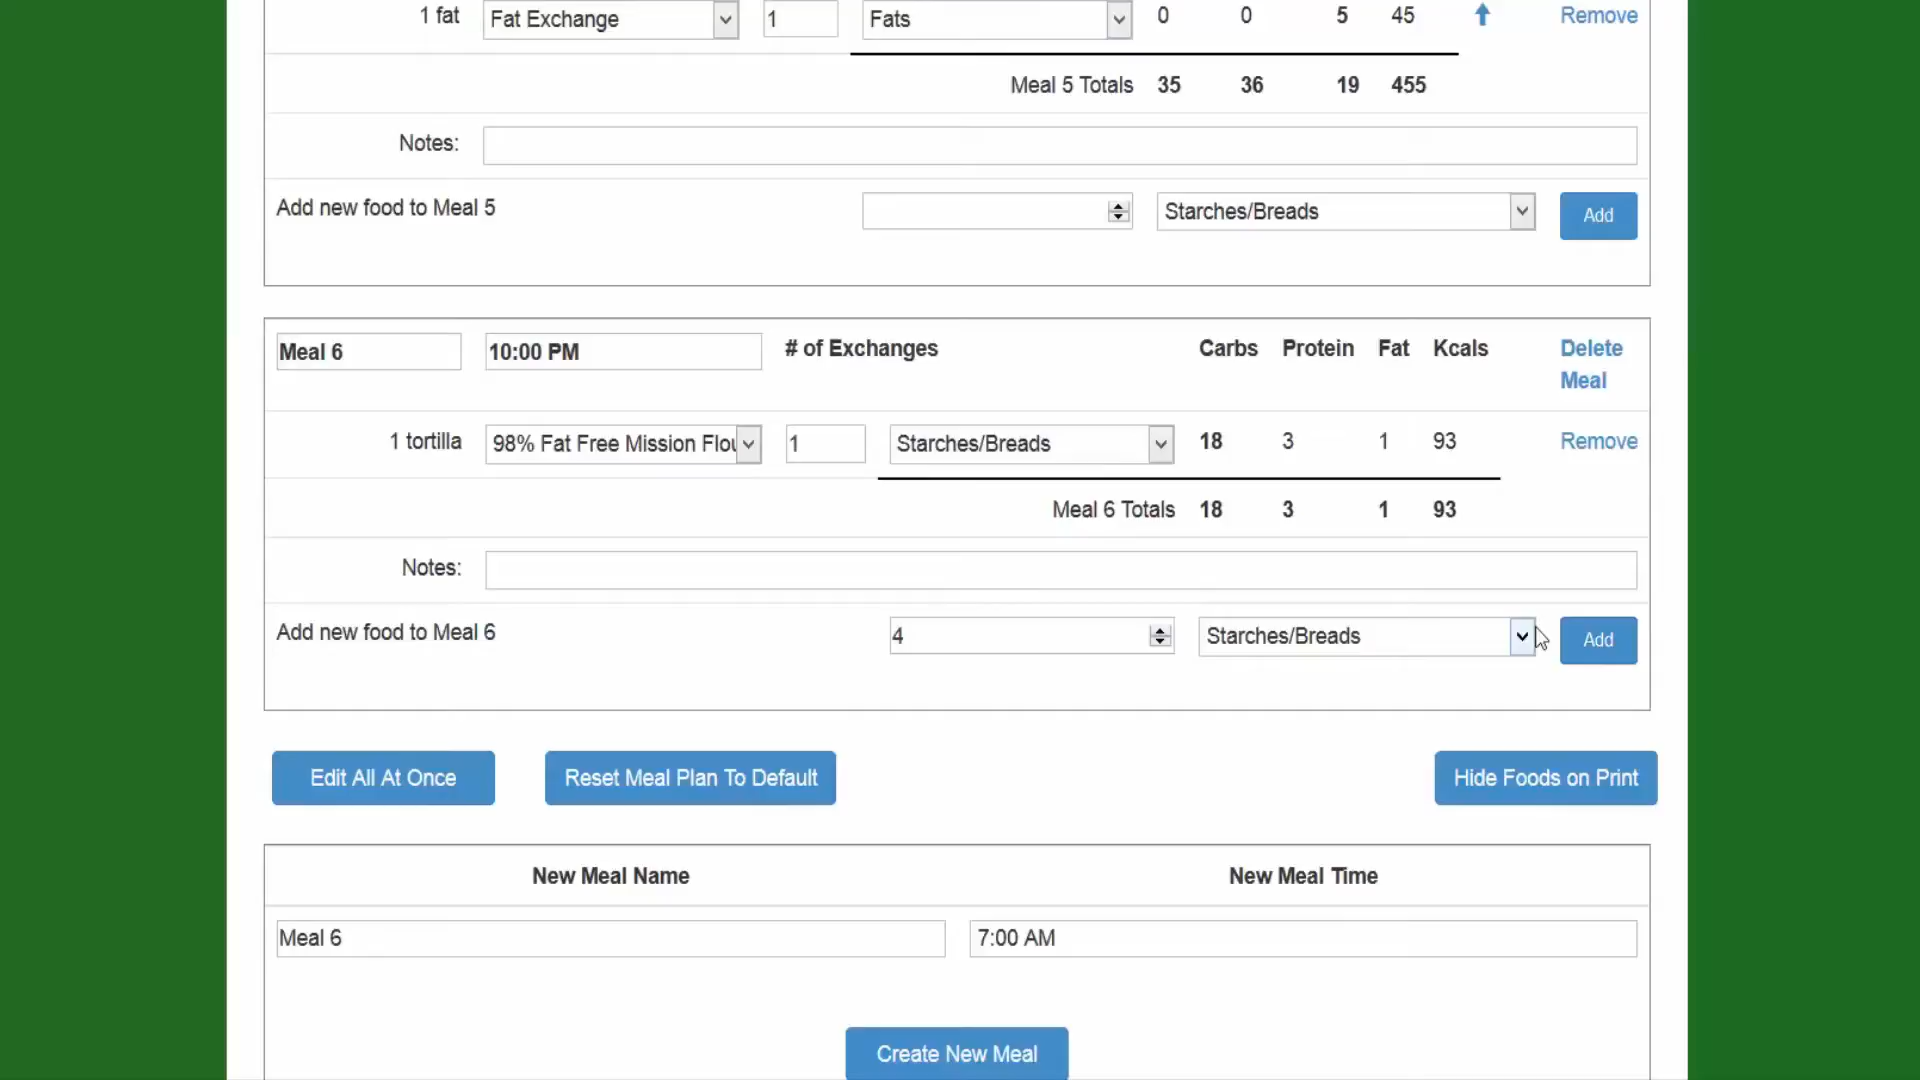 1 fat Fat Exchange 1 Fats 0 0 5 45 Remove
Meal 5 Totals 35 36 19 455
Notes:
Add new food to Meal 5 Starches/Breads Add
Meal 6 10:00 PM # of Exchanges Carbs Protein Fat Kcals Delete
Meal
1 tortilla 98% Fat Free Mission Flou 1 Starches/Breads 18 3 1 93 Remove
Meal 6 Totals 18 3 1 93
Notes:
Add new food to Meal 6 4 Starches/Breads Add
Edit All At Once Reset Meal Plan To Default Hide Foods on Print
New Meal Name New Meal Time
Meal 6 7:00 AM
Create New Meal